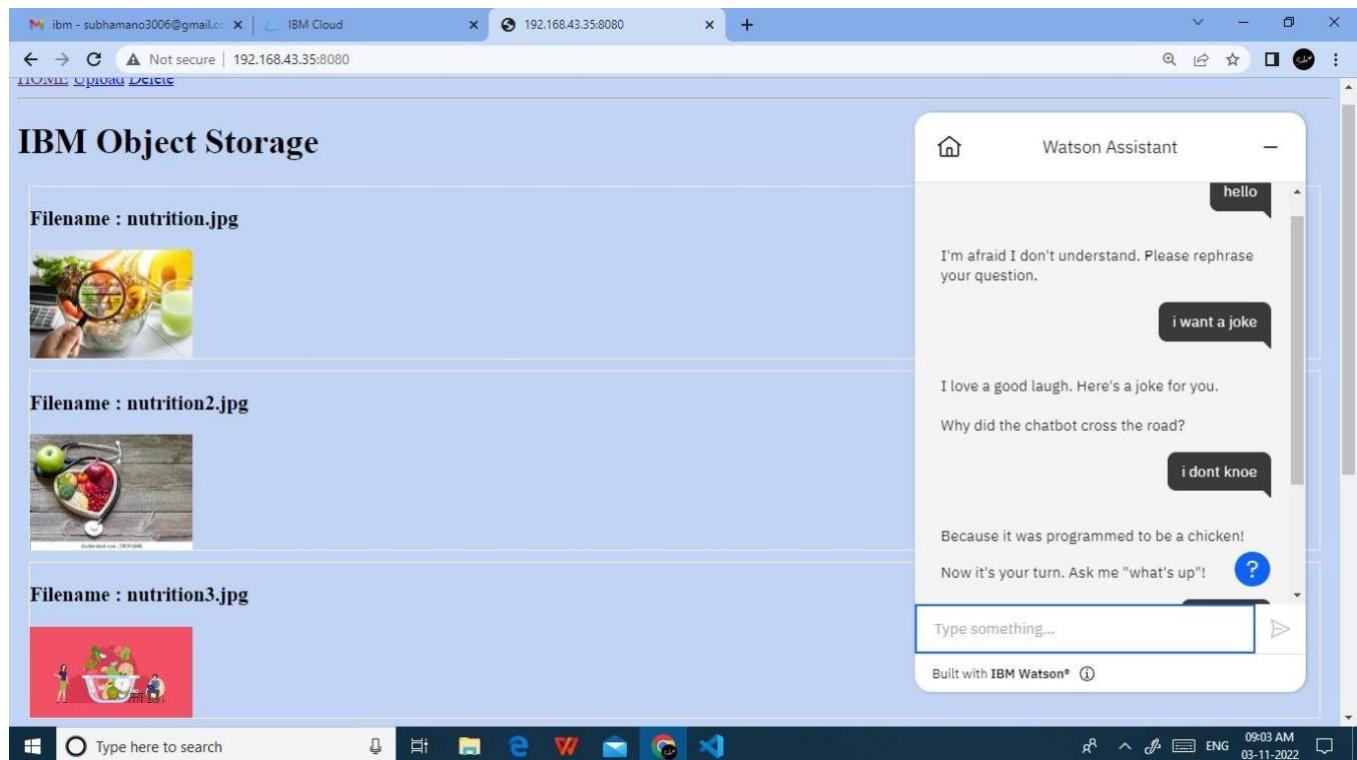 ibm - subhamano3006@gmail.cc
IBM Cloud
192.168.43.35:8080
Not secure | 192.168.43.35:8080
HOME Upload Delete
IBM Object Storage
Filename : nutrition.jpg
Filename : nutrition2.jpg
Filename : nutrition3.jpg
Watson Assistant
hello
I'm afraid I don't understand. Please rephrase
your question.
i want a joke
I love a good laugh. Here's a joke for you.
Why did the chatbot cross the road?
i dont knoe
Because it was programmed to be a chicken!
Now it's your turn. Ask me "what's up"!
?
Type something...
Built with IBM Watson®
Type here to search
ENG
09:03 AM
03-11-2022